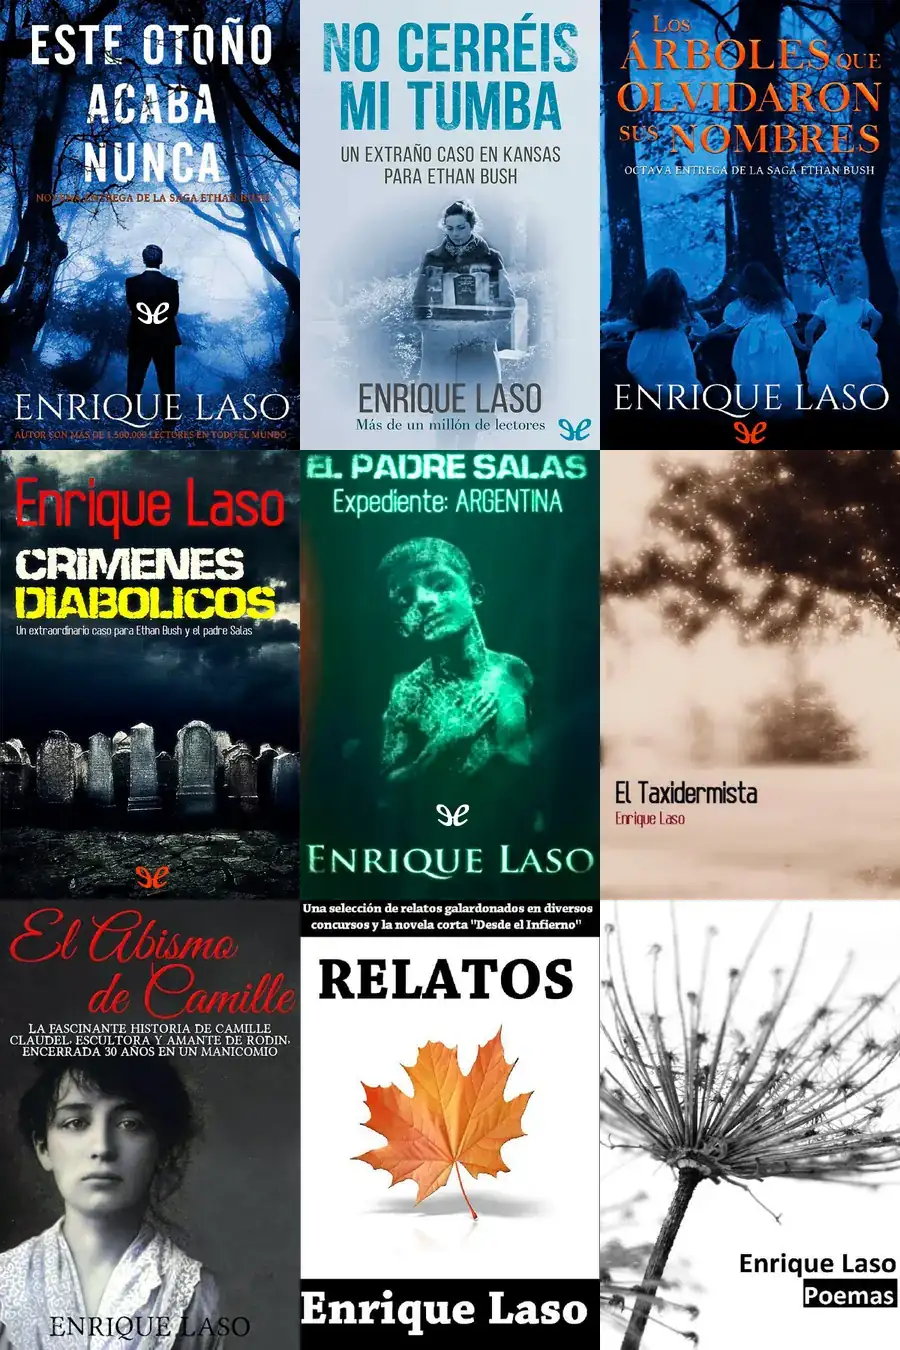 ESTE OTOÑO
ACABA
NUNCA
NOVENA ENTREGA DE LA SAGA ETHAN BUSH
ENRIQUE LASO
AUTOR CON MÁS DE 1.500.000 LECTORES EN TODO EL MUNDO
NO CERRÉIS
MI TUMBA
UN EXTRAÑO CASO EN KANSAS
PARA ETHAN BUSH
ENRIQUE LASO
Más de un millón de lectores
LOS
ÁRBOLES QUE
OLVIDARON
SUS NOMBRES
OCTAVA ENTREGA DE LA SAGA ETHAN BUSH
ENRIQUE LASO
Enrique Laso
CRIMENES
DIABOLICOS
Un extraordinario caso para Ethan Bush y el padre Salas
EL PADRE SALAS
Expediente: ARGENTINA
ENRIQUE LASO
El Taxidermista
Enrique Laso
El Abismo
de Camille
LA FASCINANTE HISTORIA DE CAMILLE
CLAUDEL, ESCULTORA Y AMANTE DE RODIN,
ENCERRADA 30 AÑOS EN UN MANICOMIO
ENRIQUE LASO
Una selección de relatos galardonados en diversos
concursos y la novela corta "Desde el Infierno"
RELATOS
Enrique Laso
Enrique Laso
Poemas